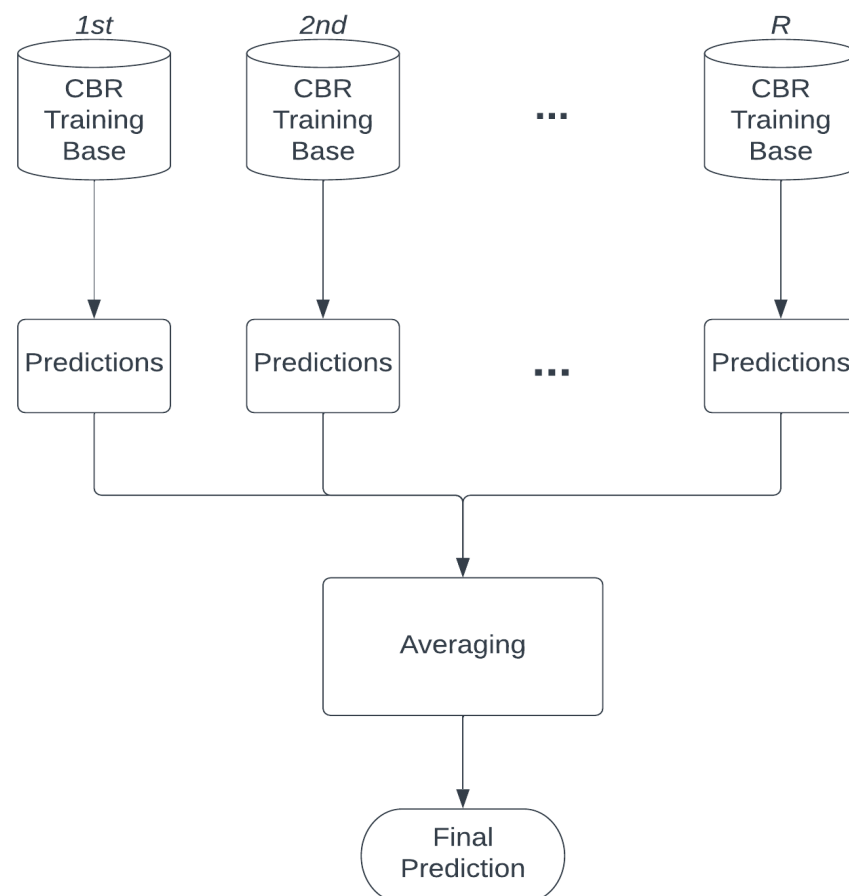 1st
2nd
R
CBR
Training
Base
CBR
Training
Base
...
CBR
Training
Base
Predictions
Predictions
...
Predictions
Averaging
Final
Prediction